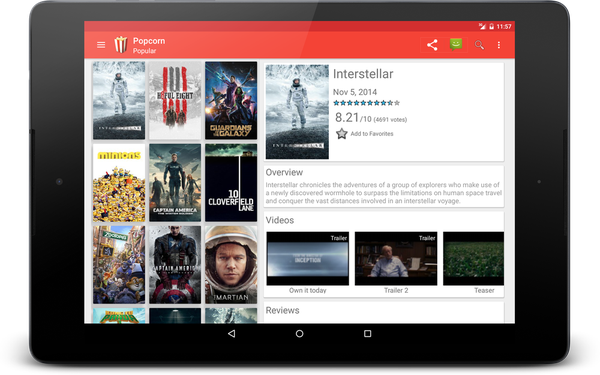 11:57
Popcorn
Popular
INTERSTELLAR
EIGHT
GUARDIANS
GALAXY
minions
CAPTAIN AMERICA
10
CLOVERFIELD
LANE
CAPTAIN AMERICA
MARTIAN
Interstellar
Nov 5, 2014
8.21/10 (4691 votes)
Add to Favorites
INTERSTELLAR
Overview
Interstellar chronicles the adventures of a group of explorers who make use of
a newly discovered wormhole to surpass the limitations on human space travel
and conquer the vast distances involved in an interstellar voyage.
Videos
Trailer
Trailer
INCEPTION
Own it today
Trailer 2
Teaser
Reviews